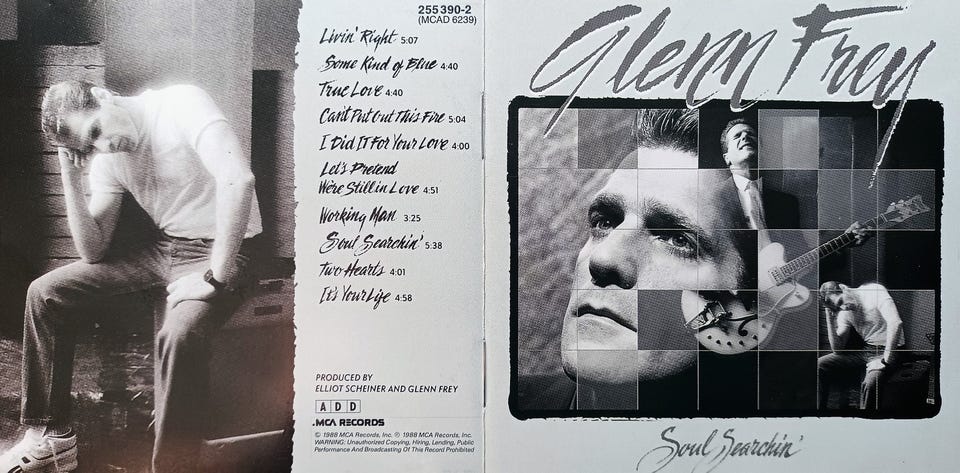 255 390-2
(MCAD 6239)
Livin' Right 5:07
Some Kind of Blue 4:40
True Love 4:40
Can't Put Out This Fire 5:04
I Did It For Your Love 4:00
Let's Pretend
We're Still in Love 4:51
Working Man 3:25
Soul Searchin' 5:38
Two Hearts 4:01
It's Your Life 4:58
PRODUCED BY
ELLIOT SCHEINER AND GLENN FREY
A D D
MCA RECORDS
© 1988 MCA Records, Inc. ℗ 1988 MCA Records, Inc.
WARNING: Unauthorized Copying, Hiring, Lending, Public
Performance And Broadcasting Of This Record Prohibited
Glenn Frey
Soul Searchin'